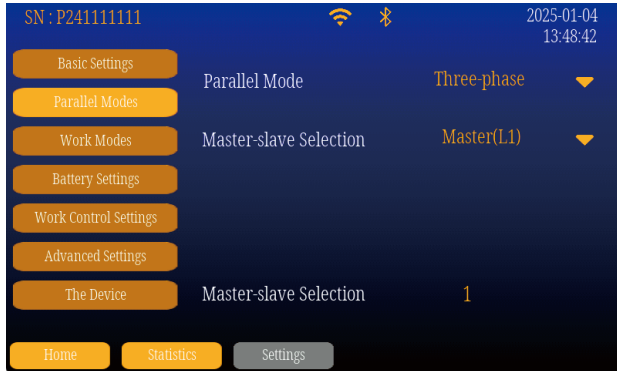 SN : P241111111
2025-01-04
13:48:42
Basic Settings
Parallel Modes
Work Modes
Battery Settings
Work Control Settings
Advanced Settings
The Device
Parallel Mode Three-phase
Master-slave Selection Master(L1)
Master-slave Selection 1
Home Statistics Settings